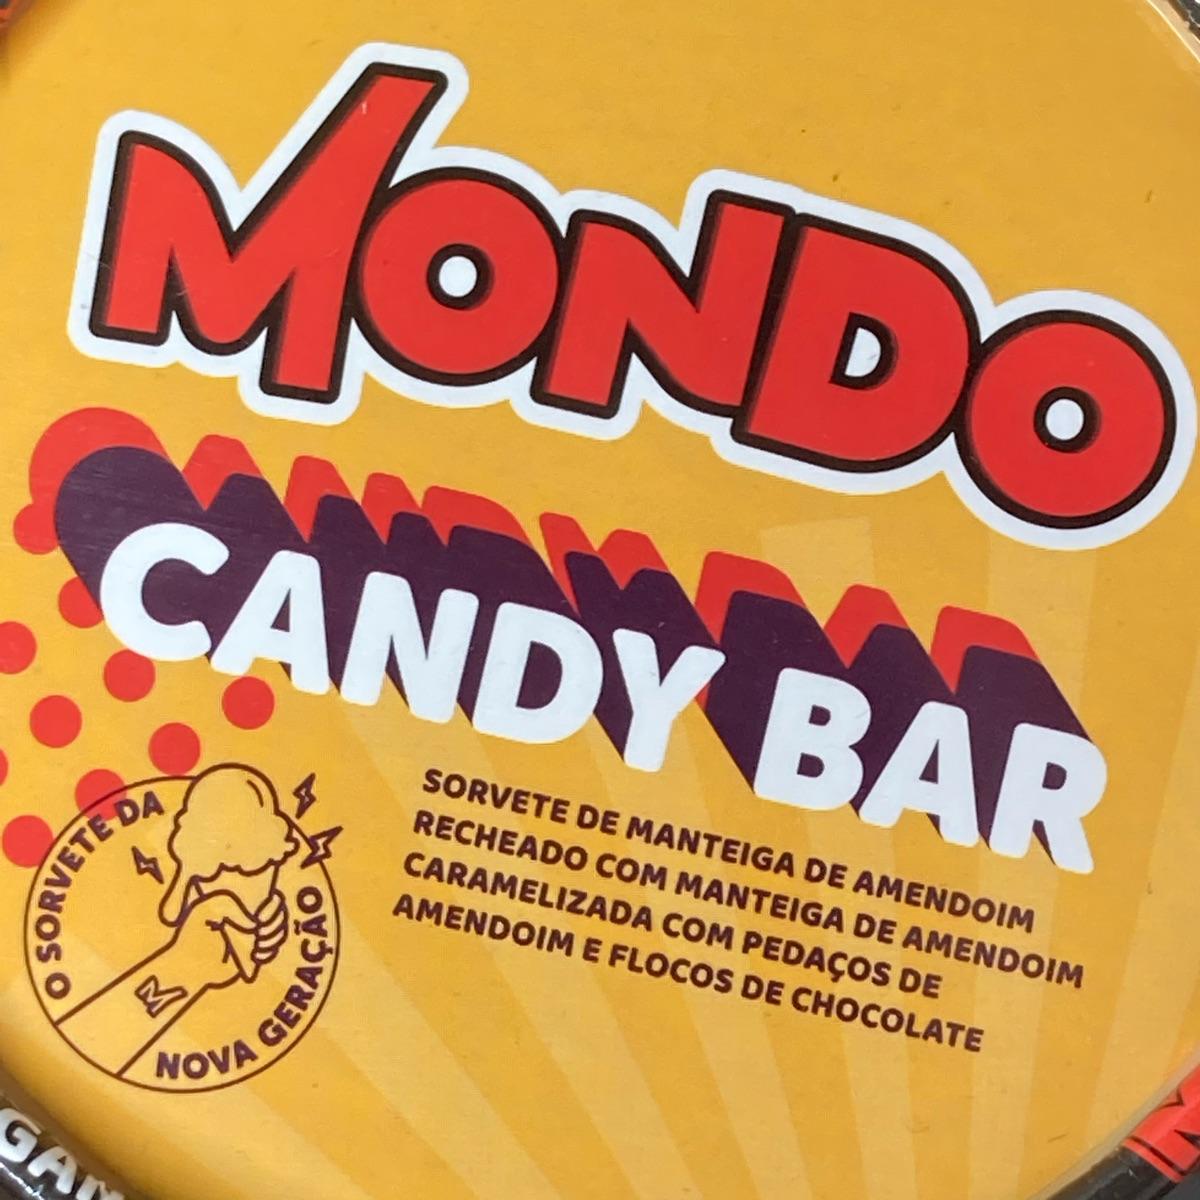 MONDO
CANDY BAR
SORVETE DE MANTEIGA DE AMENDOIM
RECHEADO COM MANTEIGA DE AMENDOIM
CARAMELIZADA COM PEDAÇOS DE
AMENDOIM E FLOCOS DE CHOCOLATE
O SORVETE DA
NOVA GERAÇÃO
M